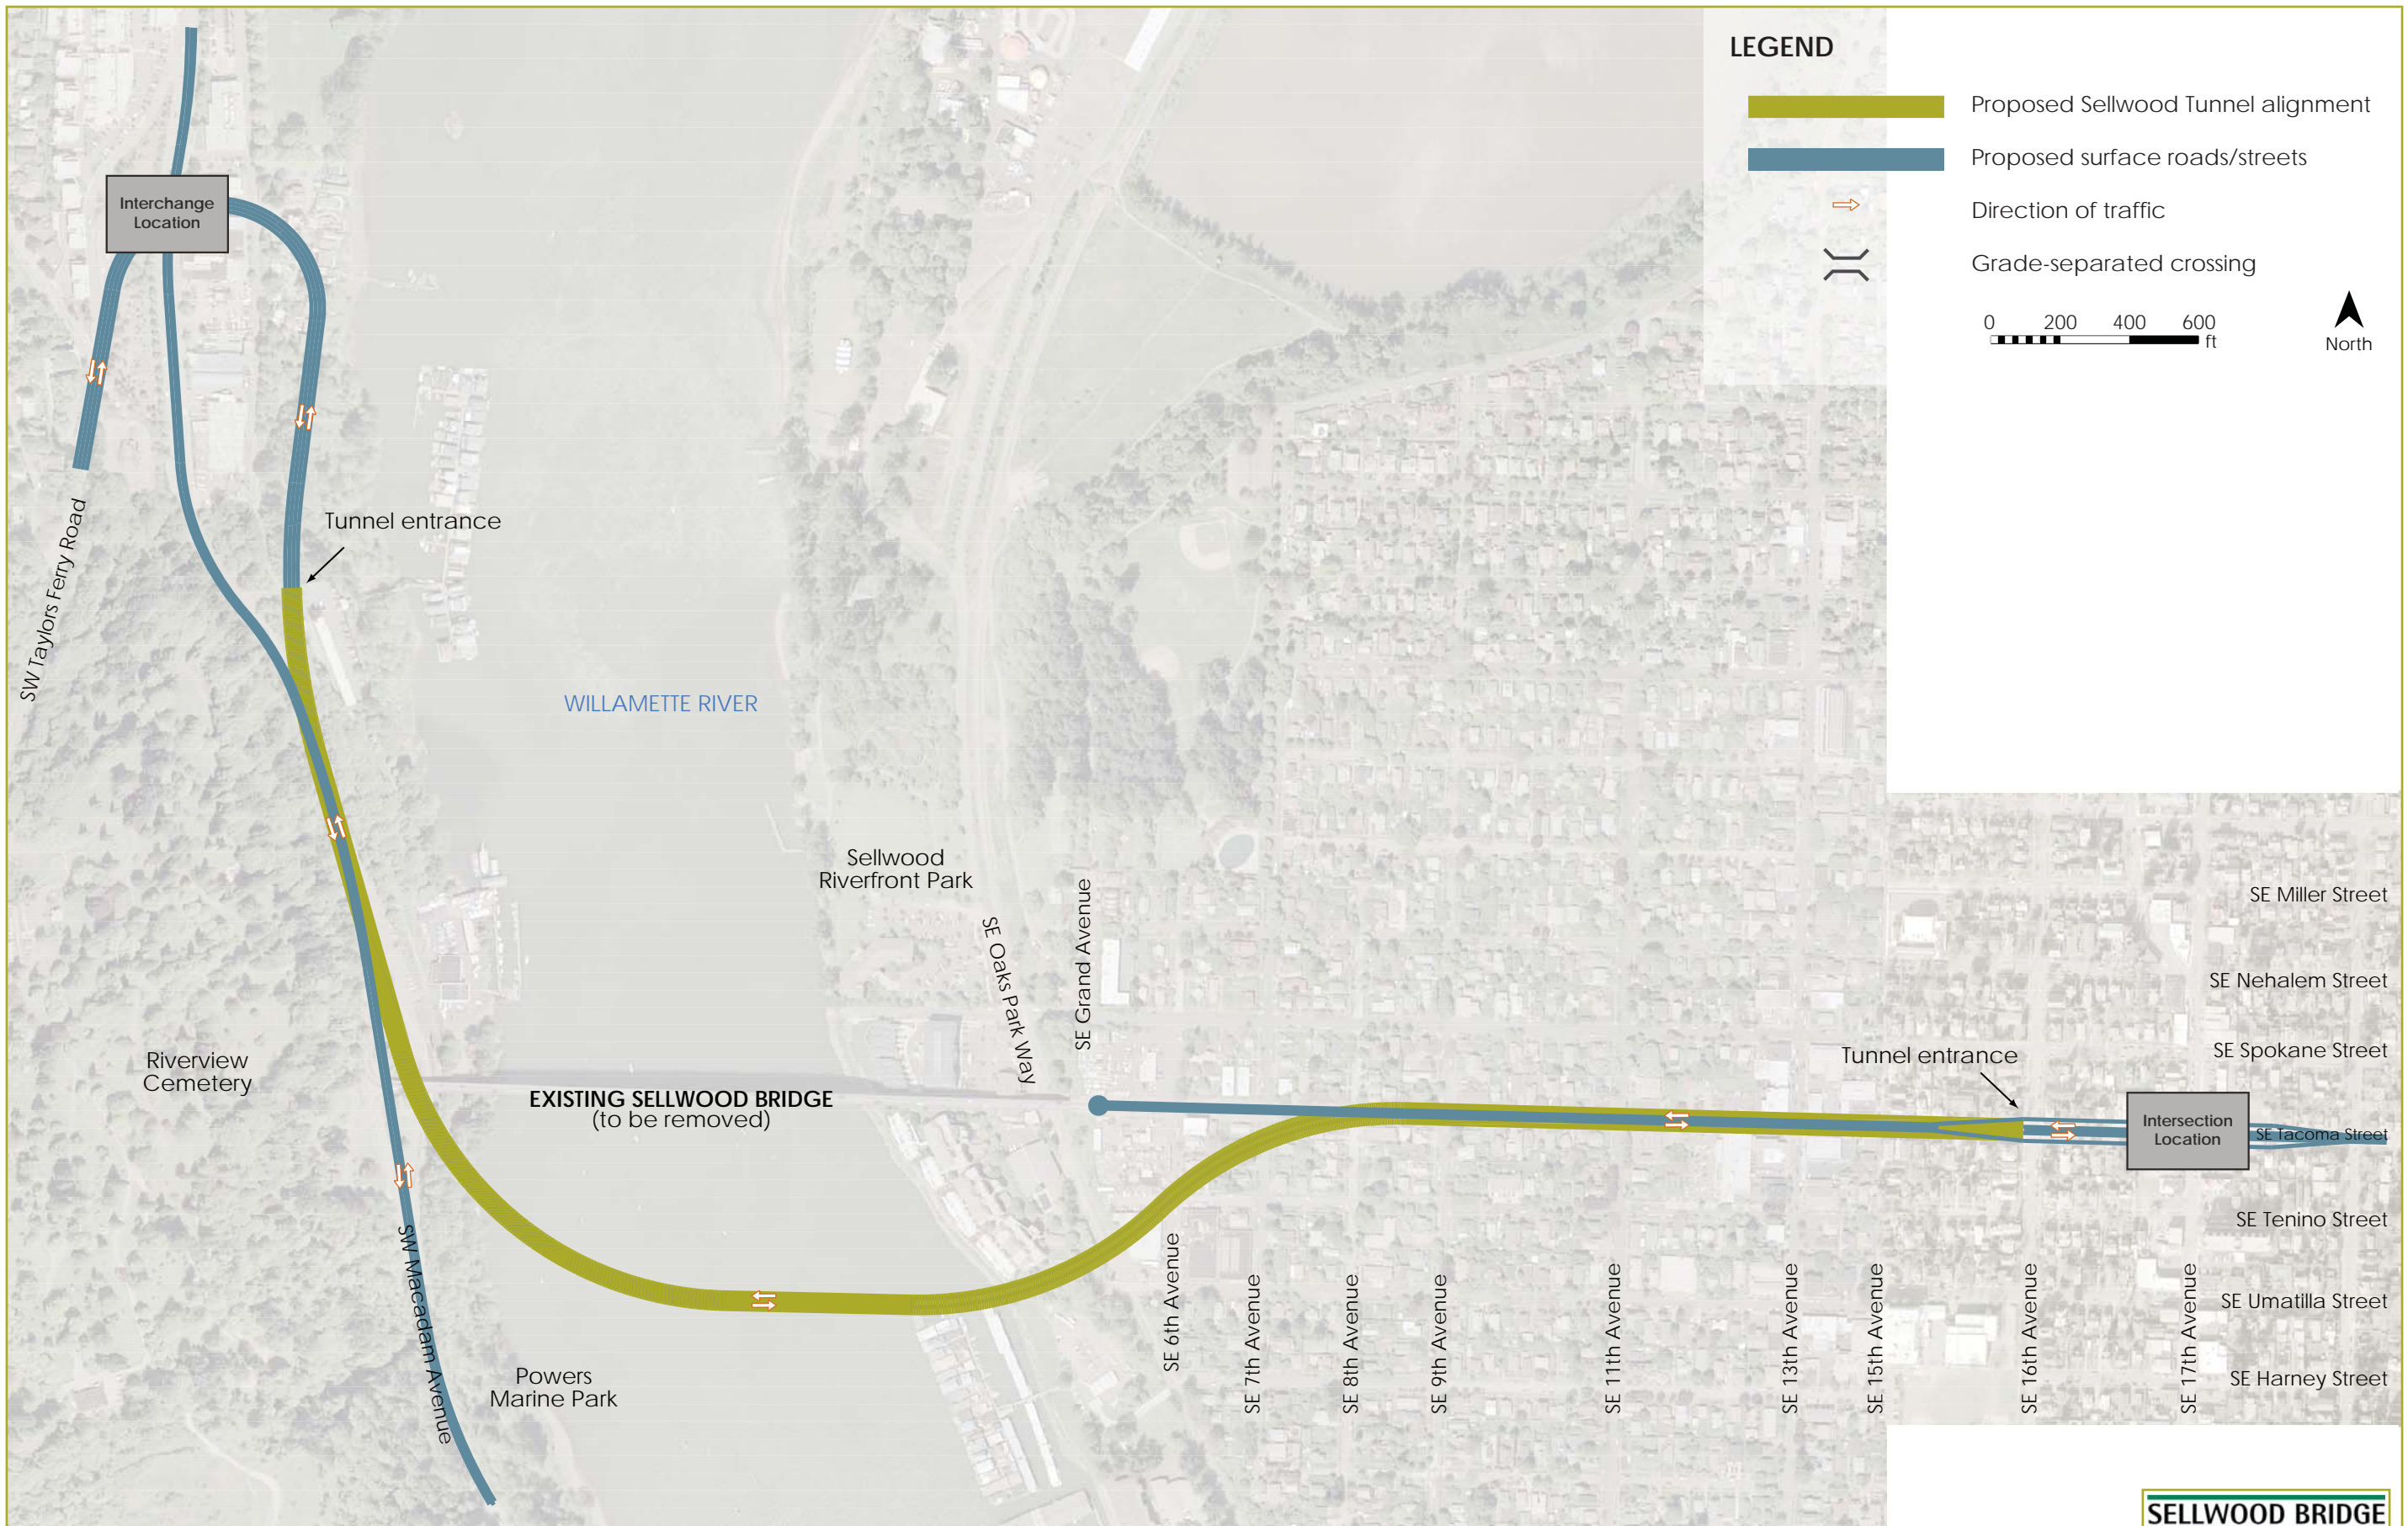 LEGEND
Proposed Sellwood Tunnel alignment
Proposed surface roads/streets
Direction of traffic
Grade-separated crossing
0 200 400 600
ft
North
Interchange
Location
Tunnel entrance
SW Taylors Ferry Road
WILLAMETTE RIVER
Sellwood
Riverfront Park
SE Oaks Park Way
SE Grand Avenue
SE Miller Street
SE Nehalem Street
SE Spokane Street
Riverview
Cemetery
EXISTING SELLWOOD BRIDGE
(to be removed)
Tunnel entrance
Intersection
Location
SE Tacoma Street
SE Tenino Street
SE Umatilla Street
SE Harney Street
SW Macadam Avenue
Powers
Marine Park
SE 6th Avenue
SE 7th Avenue
SE 8th Avenue
SE 9th Avenue
SE 11th Avenue
SE 13th Avenue
SE 15th Avenue
SE 16th Avenue
SE 17th Avenue
SELLWOOD BRIDGE